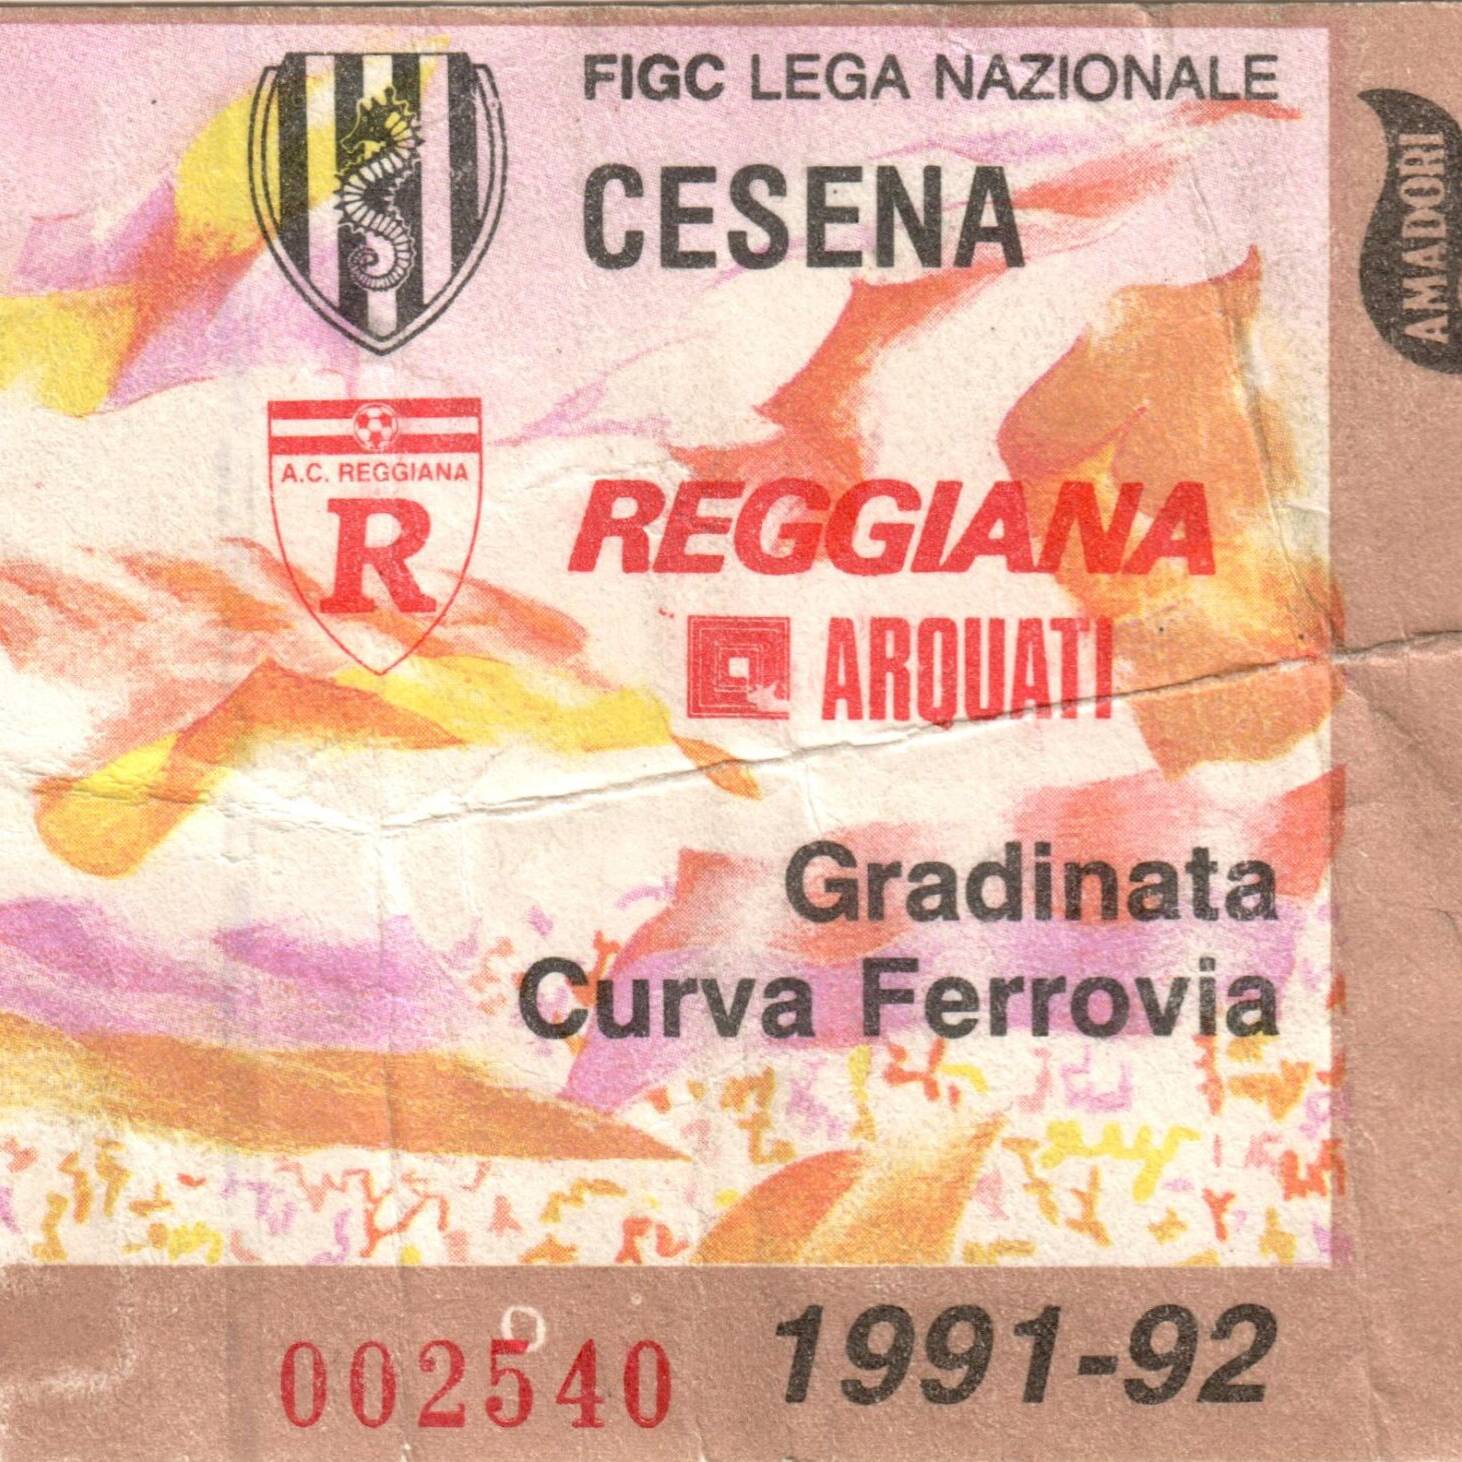 FIGC LEGA NAZIONALE
CESENA
A.C. REGGIANA
R
REGGIANA
ARQUATI
Gradinata
Curva Ferrovia
002540
1991-92
AMADORI